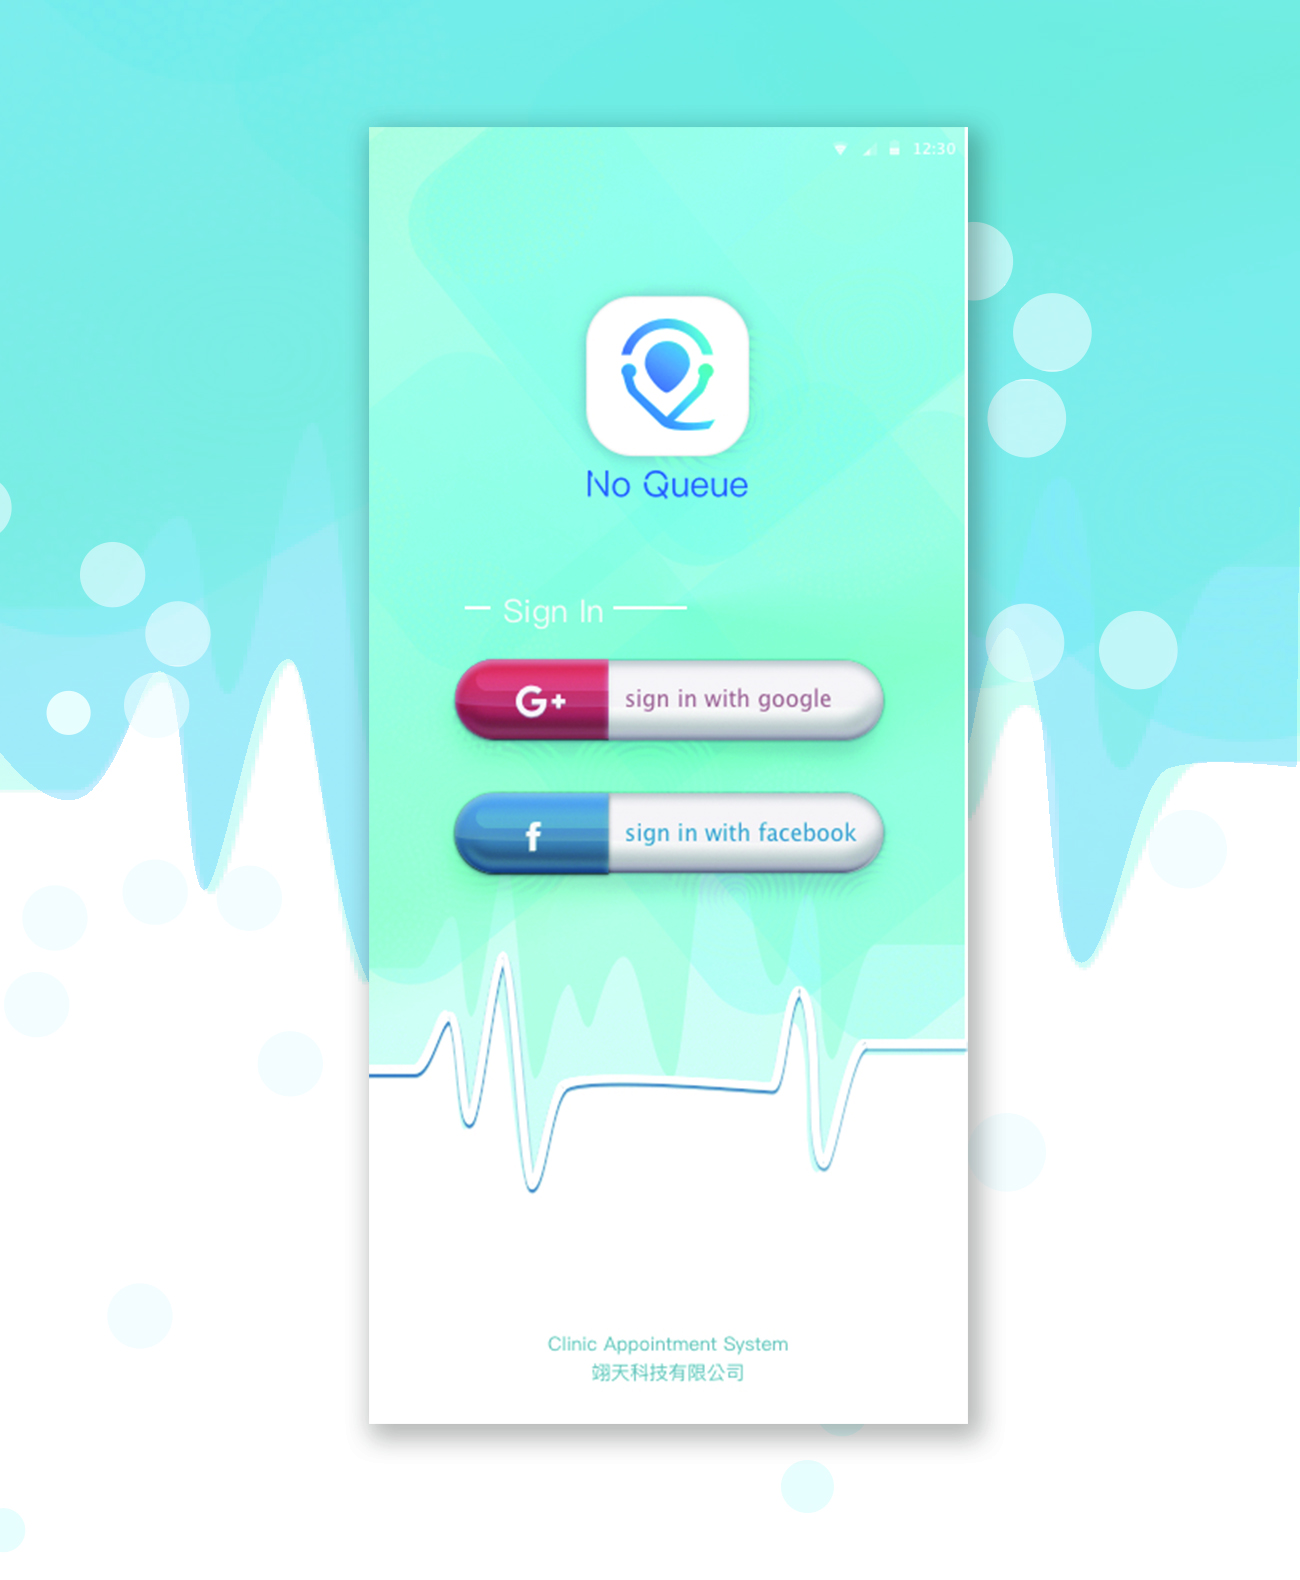 12:30
No Queue
Sign In
G+ sign in with google
f sign in with facebook
Clinic Appointment System
翊天科技有限公司